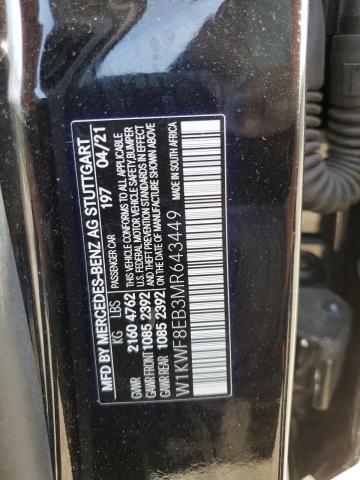 MFD BY MERCEDES-BENZ AG STUTTGART
PASSENGER CAR 197 04/21
KG LBS
GVWR 2160 4762
GAWR FRONT 1085 2392
GAWR REAR 1085 2392
THIS VEHICLE CONFORMS TO ALL APPLICABLE
U.S. FEDERAL MOTOR VEHICLE SAFETY, BUMPER
AND THEFT PREVENTION STANDARDS IN EFFECT
ON THE DATE OF MANUFACTURE SHOWN ABOVE.
W1KWF8EB3MR643449
MADE IN SOUTH AFRICA